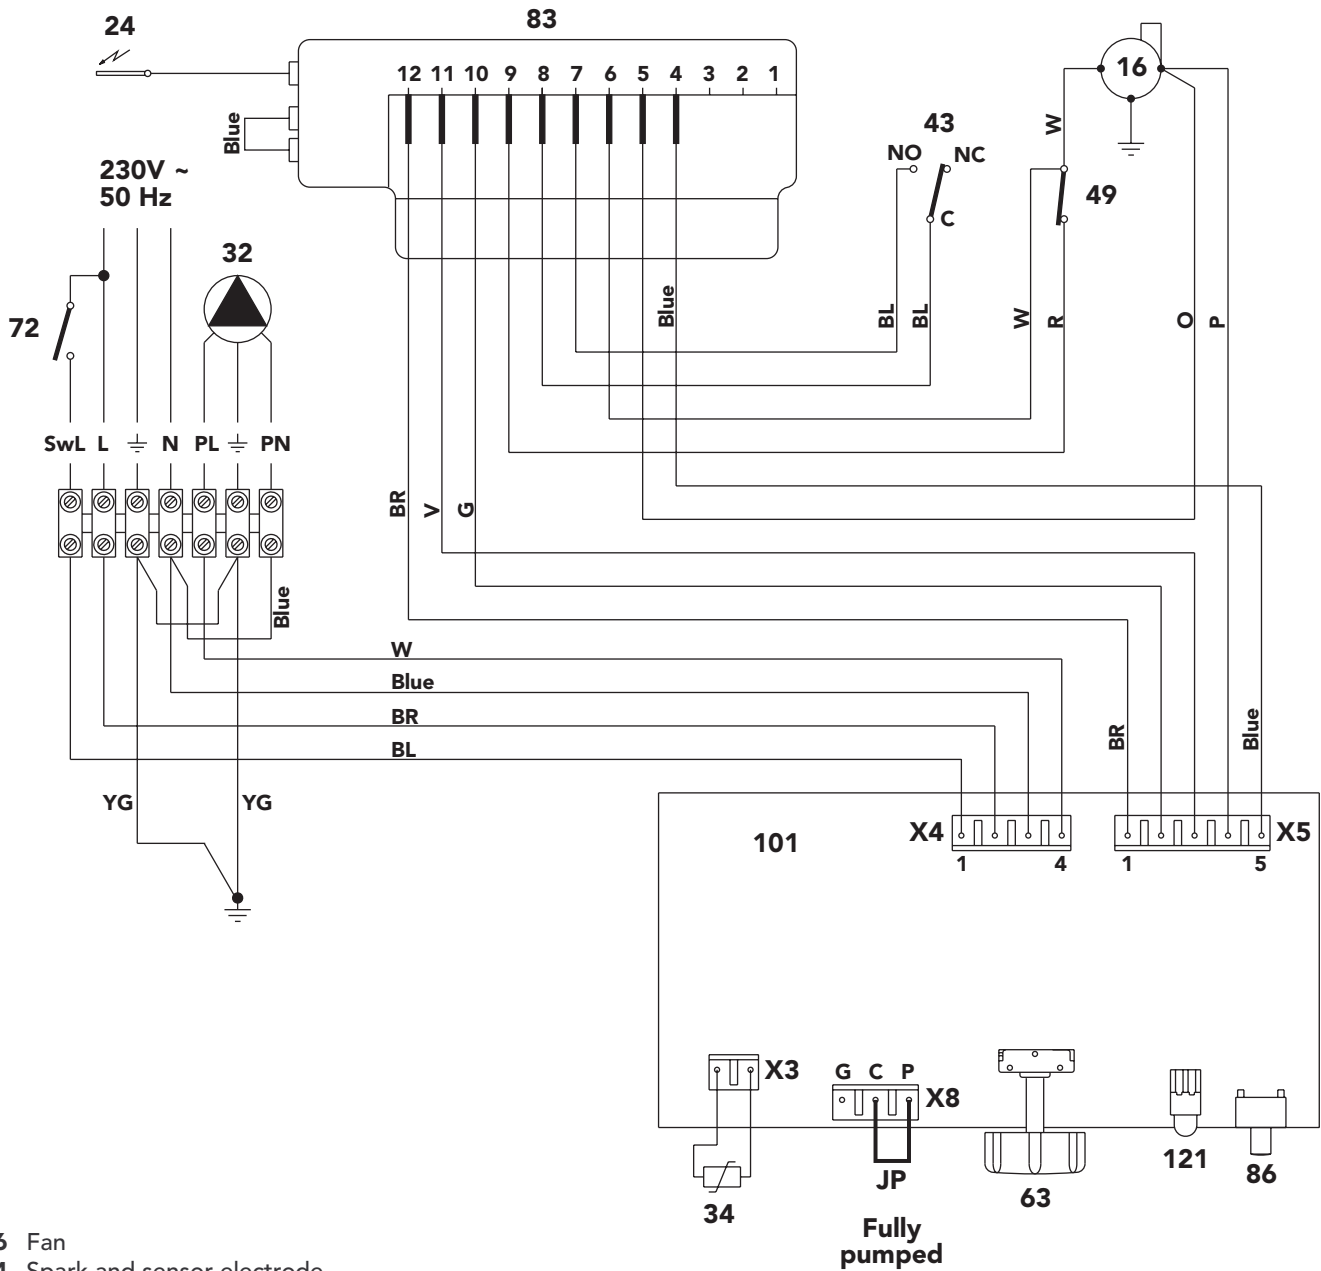 24
83
12 11 10 9 8 7 6 5 4 3 2 1
16
Blue
43
NO NC
W
230V ~
50 Hz
49
C
32
72
Blue
BL
BL
W
R
O
P
SwL L N PL PN
BR
V
G
Blue
W
Blue
BR
BR
Blue
BL
YG YG
101
X4
X5
1 4
1 5
X3
G C P
X8
JP
121
86
63
34
Fully
pumped
6 Fan
Spark and sensor electrode